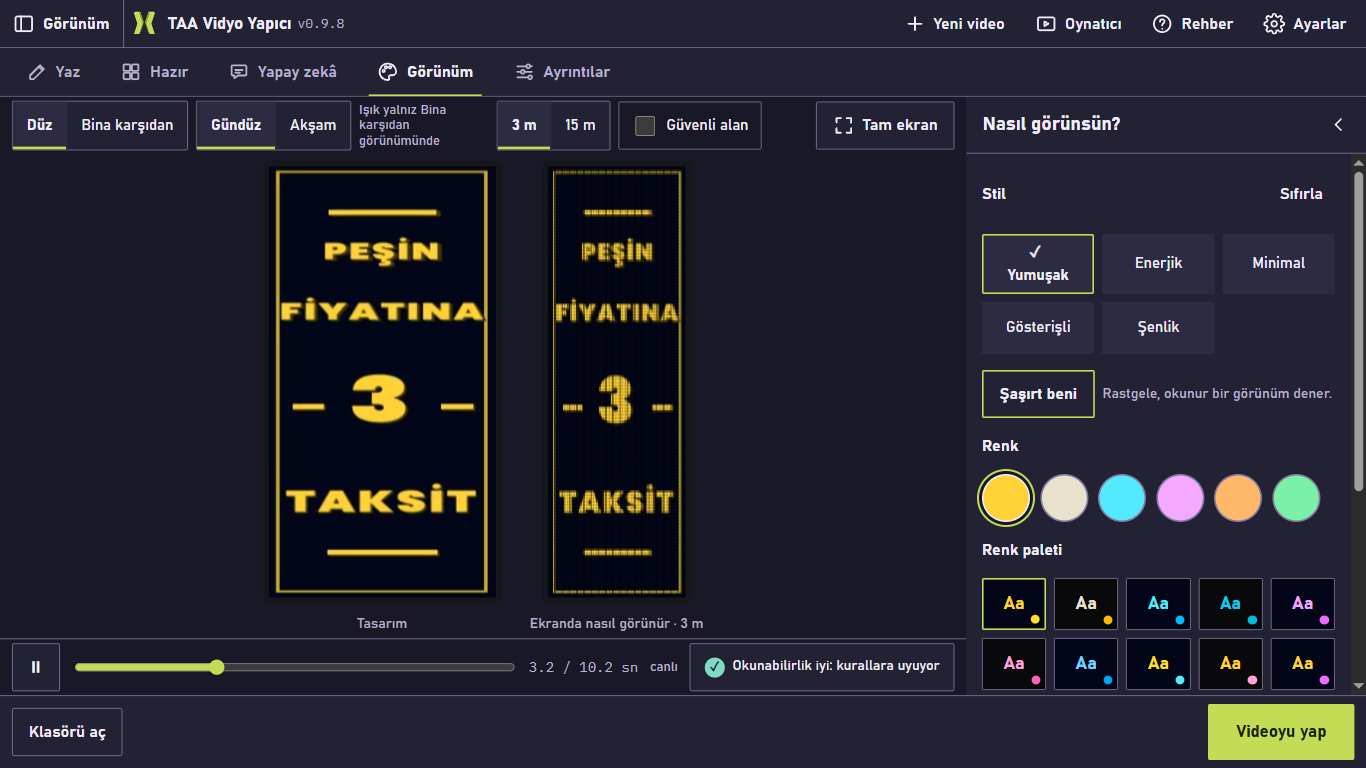 Görünüm
TAA Vidyo Yapıcı v0.9.8
Yeni video
Oynatıcı
Rehber
Ayarlar
Yaz
Hazır
Yapay zekâ
Görünüm
Ayrıntılar
Düz
Bina karşıdan
Gündüz
Akşam
Işık yalnız Bina
karşıdan
görünümünde
3 m
15 m
Güvenli alan
Tam ekran
PEŞİN
FİYATINA
- 3 -
TAKSİT
Tasarım
PEŞİN
FİYATINA
- 3 -
TAKSİT
Ekranda nasıl görünür · 3 m
3.2 / 10.2 sn
canlı
Okunabilirlik iyi: kurallara uyuyor
Nasıl görünsün?
Stil
Sıfırla
Yumuşak
Enerjik
Minimal
Gösterişli
Şenlik
Şaşırt beni
Rastgele, okunur bir görünüm dener.
Renk
Renk paleti
Aa
Aa
Aa
Aa
Aa
Aa
Aa
Aa
Aa
Aa
Klasörü aç
Videoyu yap